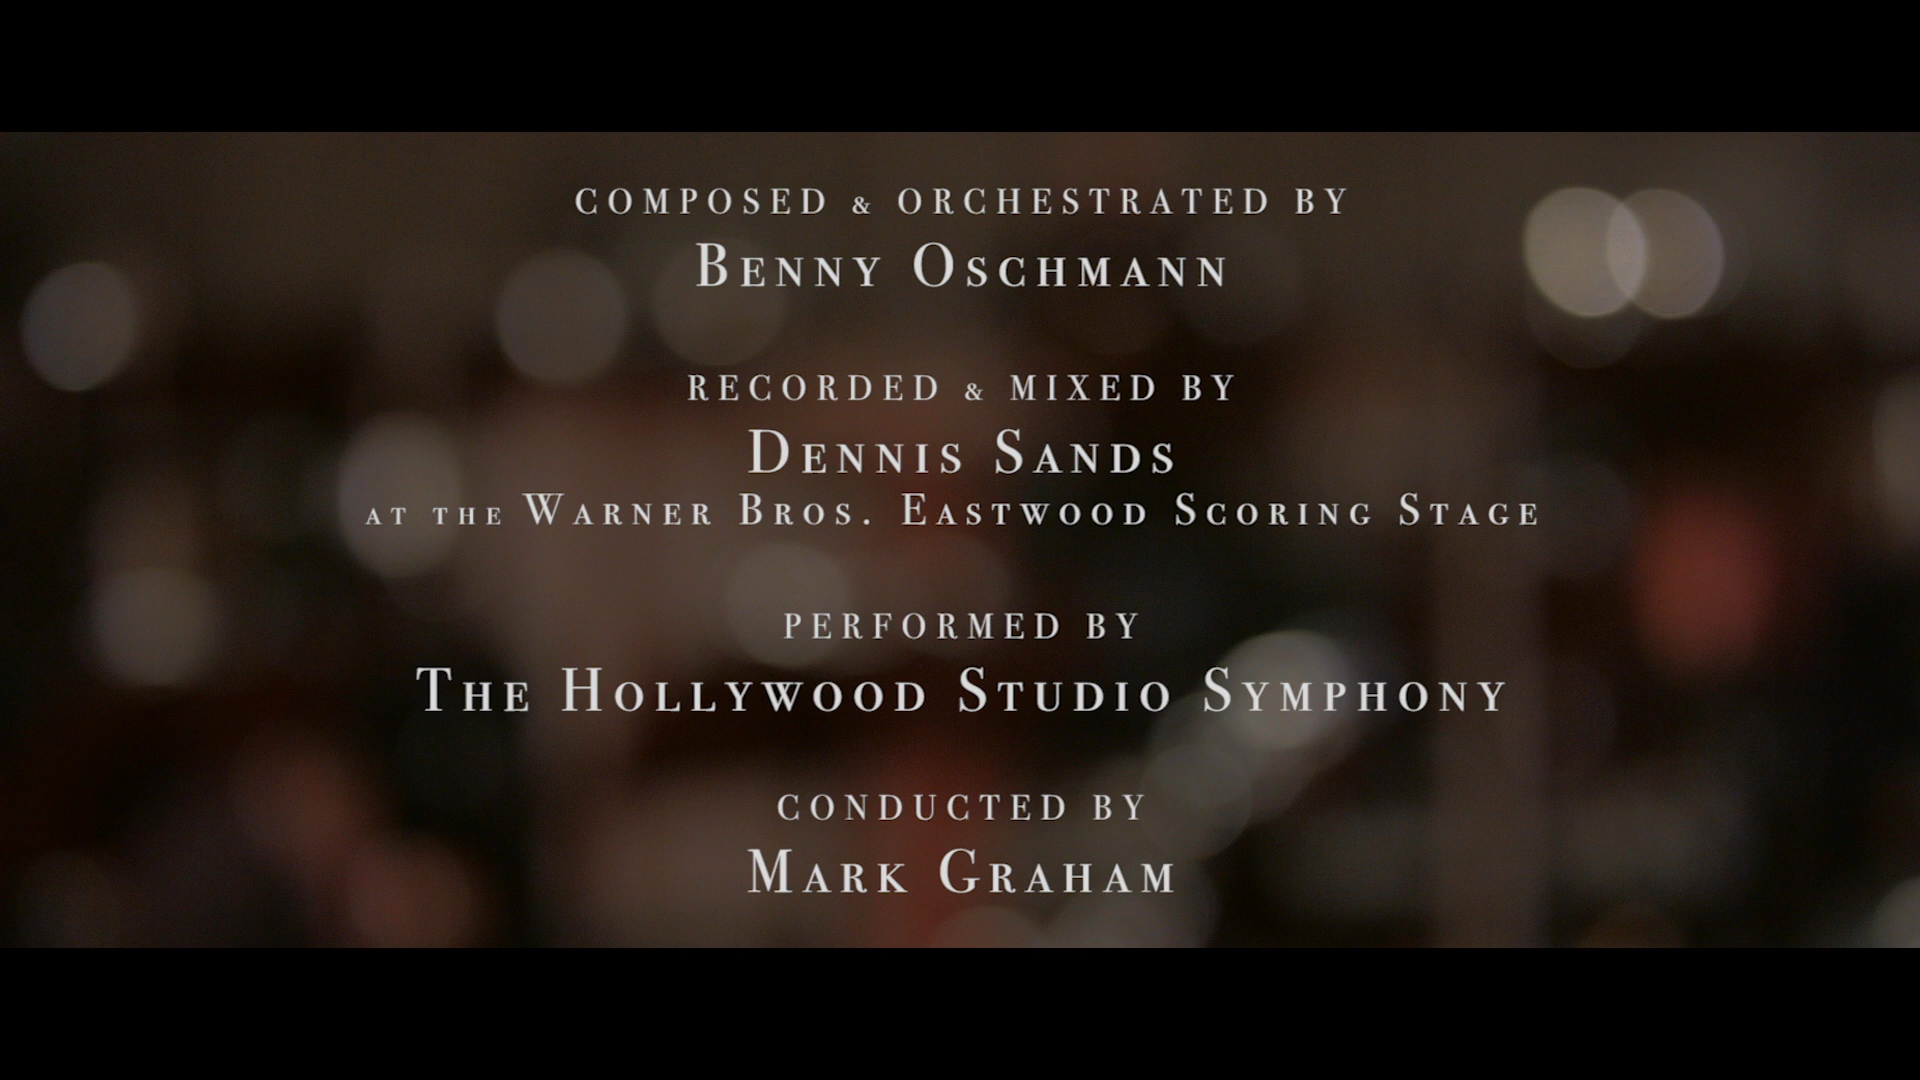 COMPOSED & ORCHESTRATED BY
BENNY OSCHMANN
RECORDED & MIXED BY
DENNIS SANDS
AT THE WARNER BROS. EASTWOOD SCORING STAGE
PERFORMED BY
THE HOLLYWOOD STUDIO SYMPHONY
CONDUCTED BY
MARK GRAHAM